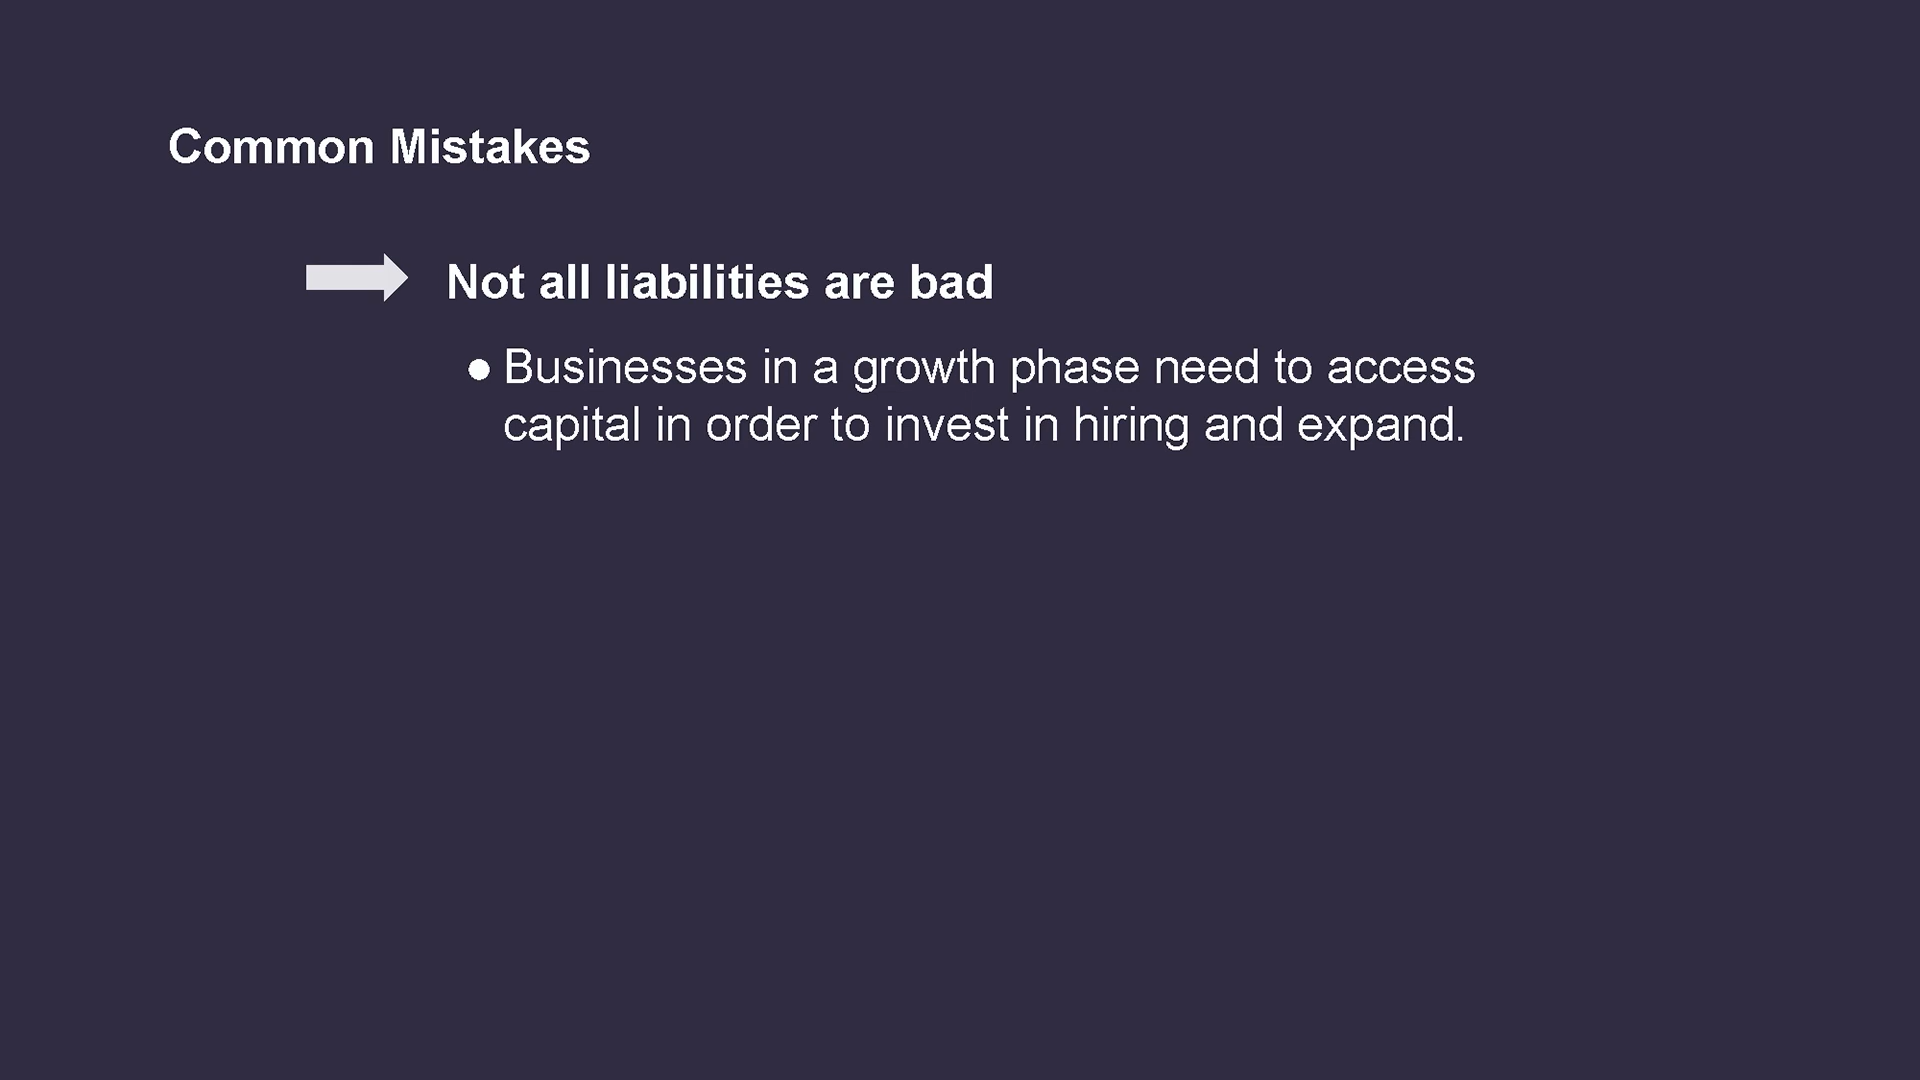 Common Mistakes
Not all liabilities are bad
● Businesses in a growth phase need to access
capital in order to invest in hiring and expand.